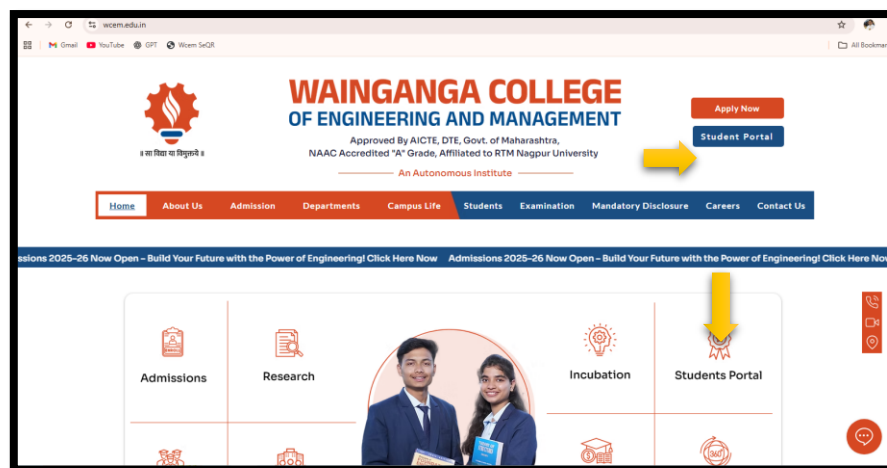 wcem.edu.in
Gmail YouTube GPT Wcem SeQR All Bookmar
WAINGANGA COLLEGE
OF ENGINEERING AND MANAGEMENT
Approved By AICTE, DTE, Govt. of Maharashtra,
NAAC Accredited "A" Grade, Affiliated to RTM Nagpur University
An Autonomous Institute
॥ सा विद्या या विमुक्तये ॥
Apply Now
Student Portal
Home About Us Admission Departments Campus Life Students Examination Mandatory Disclosure Careers Contact Us
ssions 2025-26 Now Open – Build Your Future with the Power of Engineering! Click Here Now Admissions 2025-26 Now Open – Build Your Future with the Power of Engineering! Click Here Now
Admissions Research Incubation Students Portal
360°